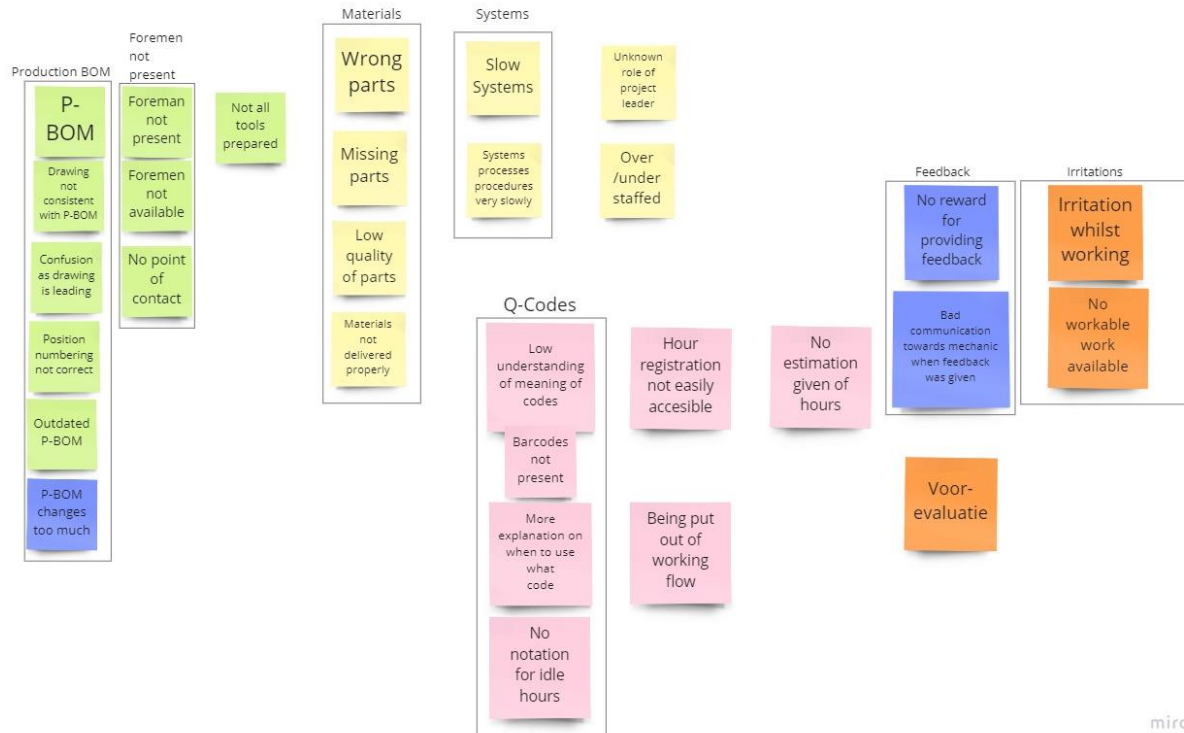 Production BOM
P-
BOM
Drawing
not
consistent
with P-BOM
Confusion
as drawing
is leading
Position
numbering
not correct
Outdated
P-BOM
P-BOM
changes
too much
Foremen
not
present
Foreman
not
present
Foremen
not
available
No point
of
contact
Not all
tools
prepared
Materials
Wrong
parts
Missing
parts
Low
quality
of parts
Materials
not
delivered
properly
Systems
Slow
Systems
Systems
processes
procedures
very slowly
Unknown
role of
project
leader
Over
/under
staffed
Q-Codes
Low
understanding
of meaning of
codes
Barcodes
not
present
More
explanation on
when to use
what
code
No
notation
for idle
hours
Hour
registration
not easily
accesible
Being put
out of
working
flow
No
estimation
given of
hours
Feedback
No reward
for
providing
feedback
Bad
communication
towards mechanic
when feedback
was given
Irritations
Irritation
whilst
working
No
workable
work
available
Voor-
evaluatie